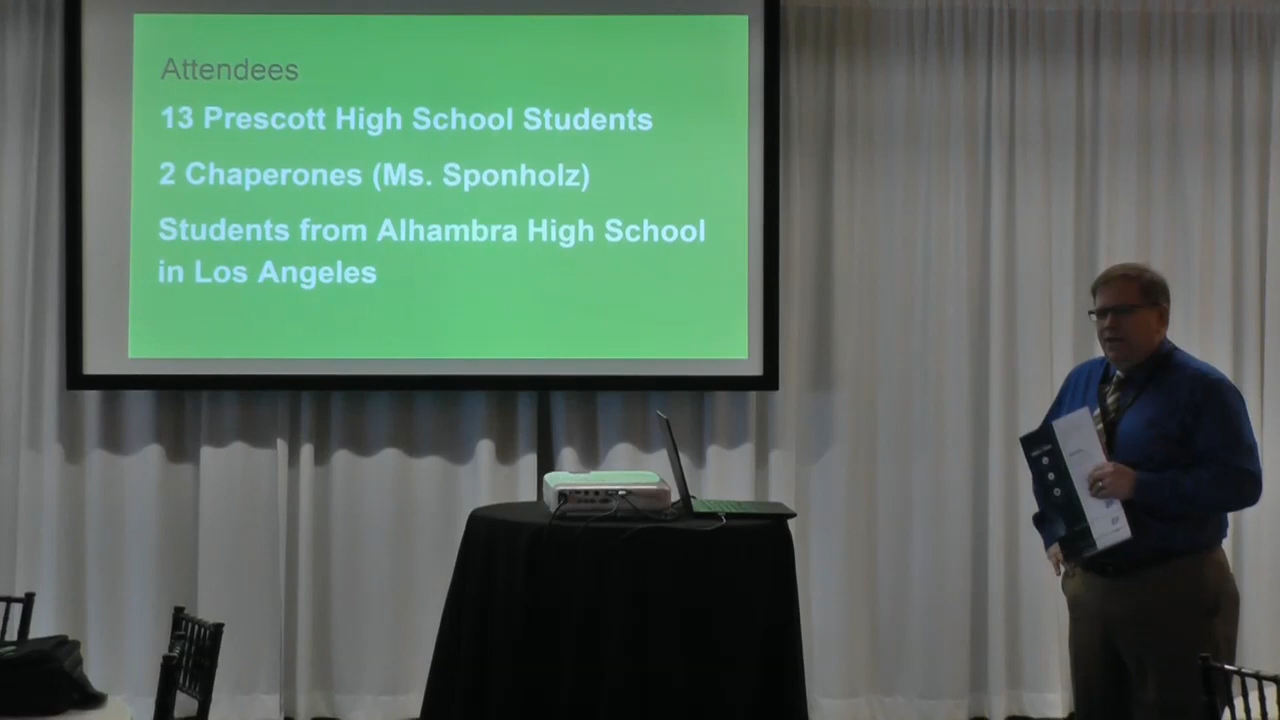 Attendees
13 Prescott High School Students
2 Chaperones (Ms. Sponholz)
Students from Alhambra High School
in Los Angeles